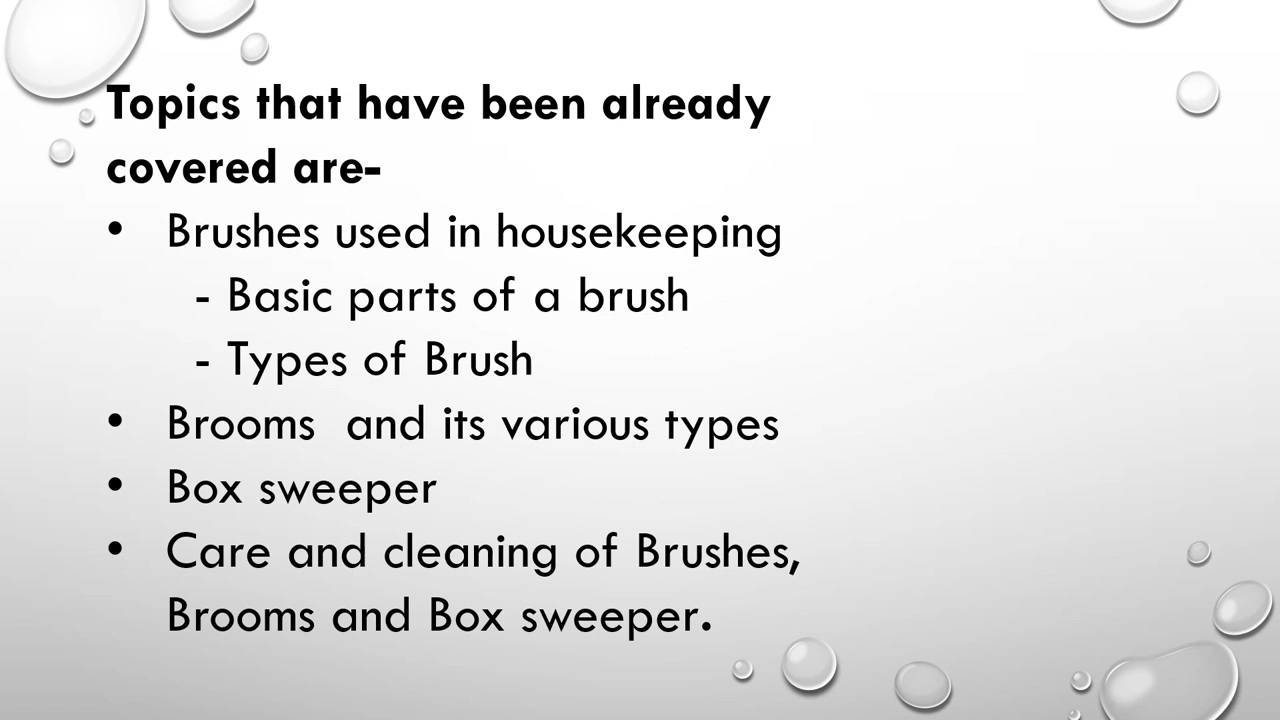 Topics that have been already
covered are-
• Brushes used in housekeeping
- Basic parts of a brush
- Types of Brush
• Brooms  and its various types
• Box sweeper
• Care and cleaning of Brushes,
Brooms and Box sweeper.